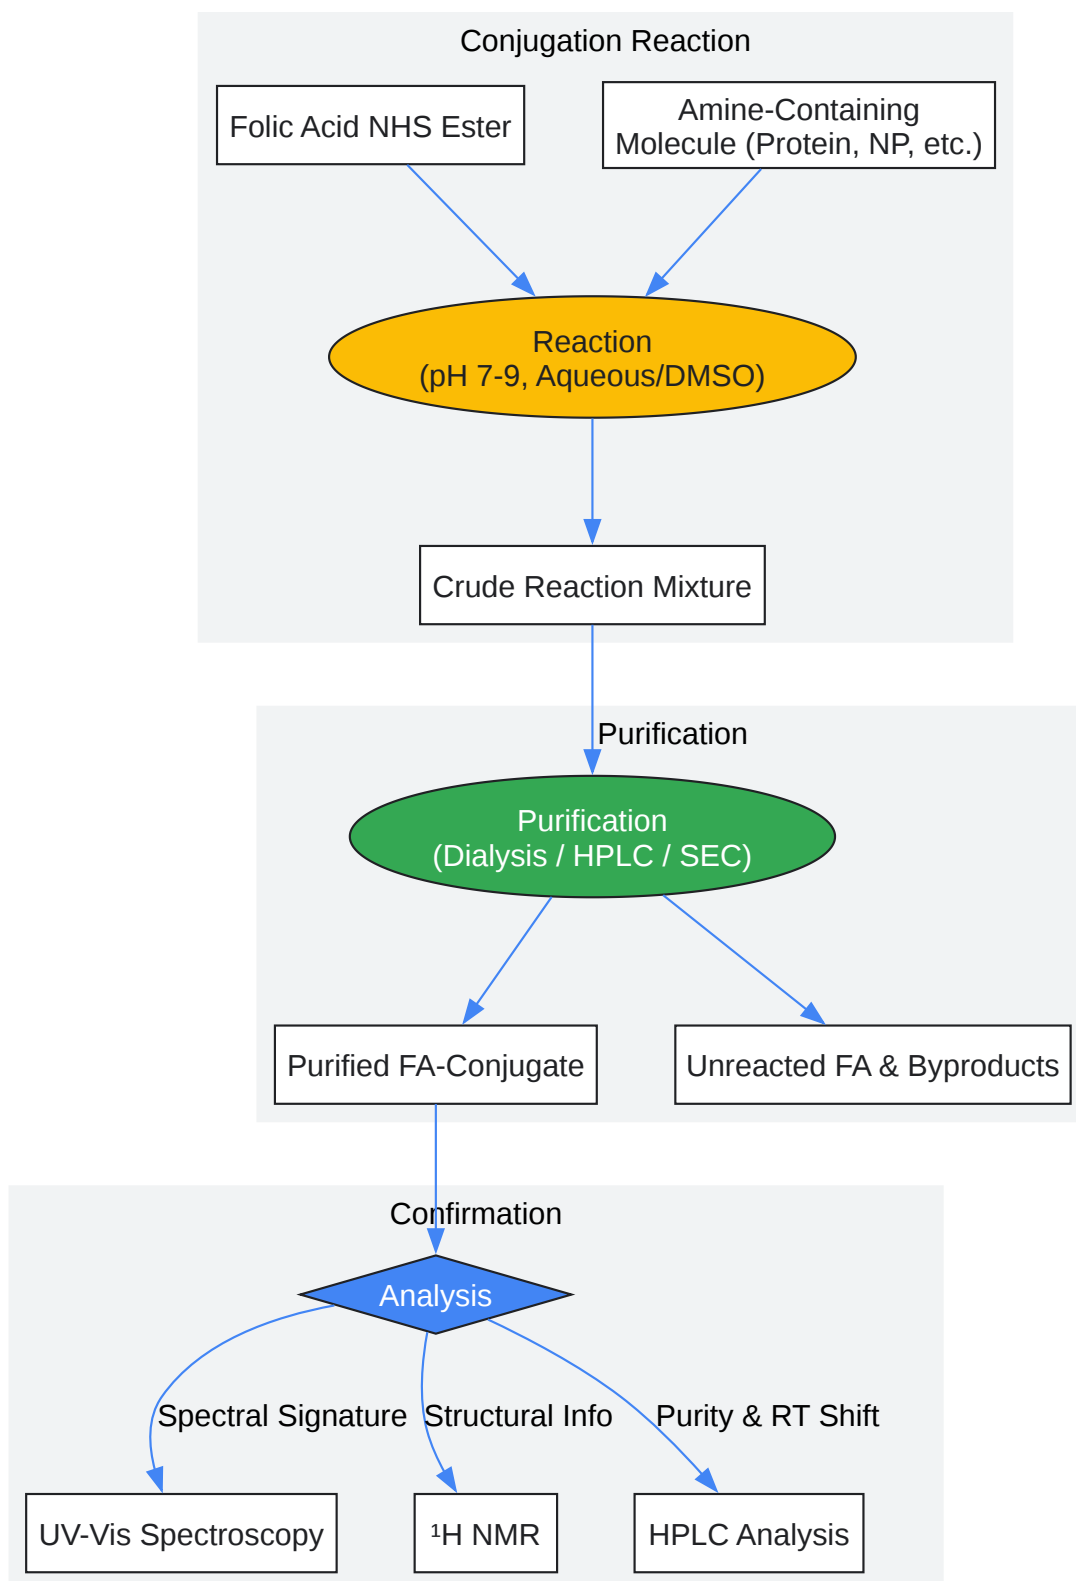 Conjugation Reaction
Folic Acid NHS Ester
Amine-Containing
Molecule (Protein, NP, etc.)
Reaction
(pH 7-9, Aqueous/DMSO)
Crude Reaction Mixture
Purification
Purification
(Dialysis / HPLC / SEC)
Purified FA-Conjugate
Unreacted FA & Byproducts
Confirmation
Analysis
Spectral Signature
Structural Info
Purity & RT Shift
UV-Vis Spectroscopy
¹H NMR
HPLC Analysis